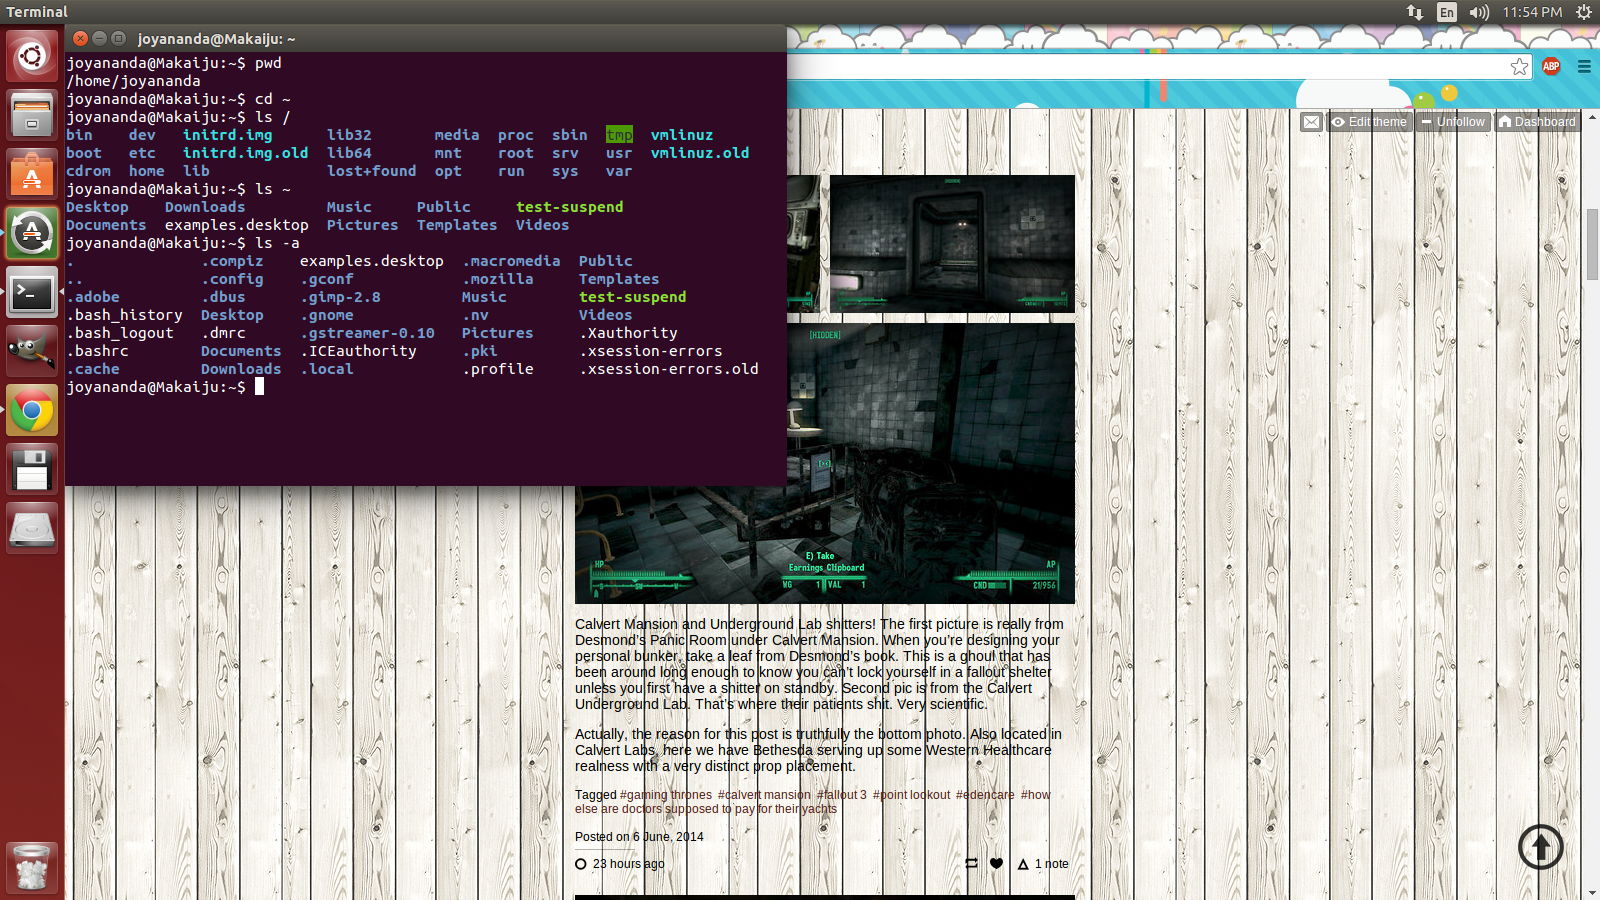 Terminal
En
11:54 PM
joyananda@Makaiju: ~
joyananda@Makaiju:~$ pwd
/home/joyananda
joyananda@Makaiju:~$ cd ~
joyananda@Makaiju:~$ ls /
bin dev initrd.img lib32 media proc sbin tmp vmlinuz
boot etc initrd.img.old lib64 mnt root srv usr vmlinuz.old
cdrom home lib lost+found opt run sys var
joyananda@Makaiju:~$ ls ~
Desktop Downloads Music Public test-suspend
Documents examples.desktop Pictures Templates Videos
joyananda@Makaiju:~$ ls -a
. .compiz examples.desktop .macromedia Public
.. .config .gconf .mozilla Templates
.adobe .dbus .gimp-2.8 Music test-suspend
.bash_history Desktop .gnome .nv Videos
.bash_logout .dmrc .gstreamer-0.10 Pictures .Xauthority
.bashrc Documents .ICEauthority .pki .xsession-errors
.cache Downloads .local .profile .xsession-errors.old
joyananda@Makaiju:~$
ABP
Edit theme
Unfollow
Dashboard
[HIDDEN]
E) Take
Earnings Clipboard
WG 1 VAL 1
HP
AP
CND 21/956
Calvert Mansion and Underground Lab shitters! The first picture is really from
Desmond's Panic Room under Calvert Mansion. When you're designing your
personal bunker, take a leaf from Desmond's book. This is a ghoul that has
been around long enough to know you can't lock yourself in a fallout shelter
unless you first have a shitter on standby. Second pic is from the Calvert
Underground Lab. That's where their patients shit. Very scientific.
Actually, the reason for this post is truthfully the bottom photo. Also located in
Calvert Labs, here we have Bethesda serving up some Western Healthcare
realness with a very distinct prop placement.
Tagged #gaming thrones #calvert mansion #fallout 3 #point lookout #edencare #how
else are doctors supposed to pay for their yachts
Posted on 6 June, 2014
23 hours ago
1 note